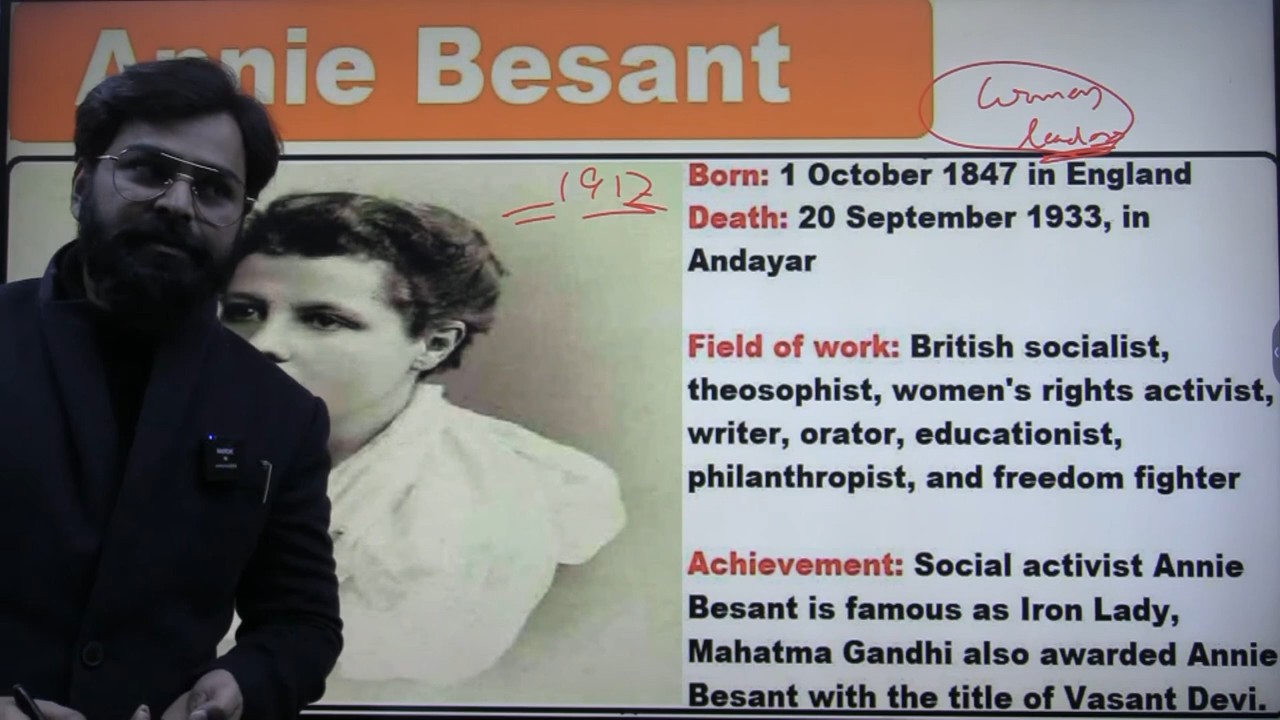 Annie Besant
women
leader
1912
Born: 1 October 1847 in England
Death: 20 September 1933, in
Andayar
Field of work: British socialist,
theosophist, women's rights activist,
writer, orator, educationist,
philanthropist, and freedom fighter
Achievement: Social activist Annie
Besant is famous as Iron Lady,
Mahatma Gandhi also awarded Annie
Besant with the title of Vasant Devi.